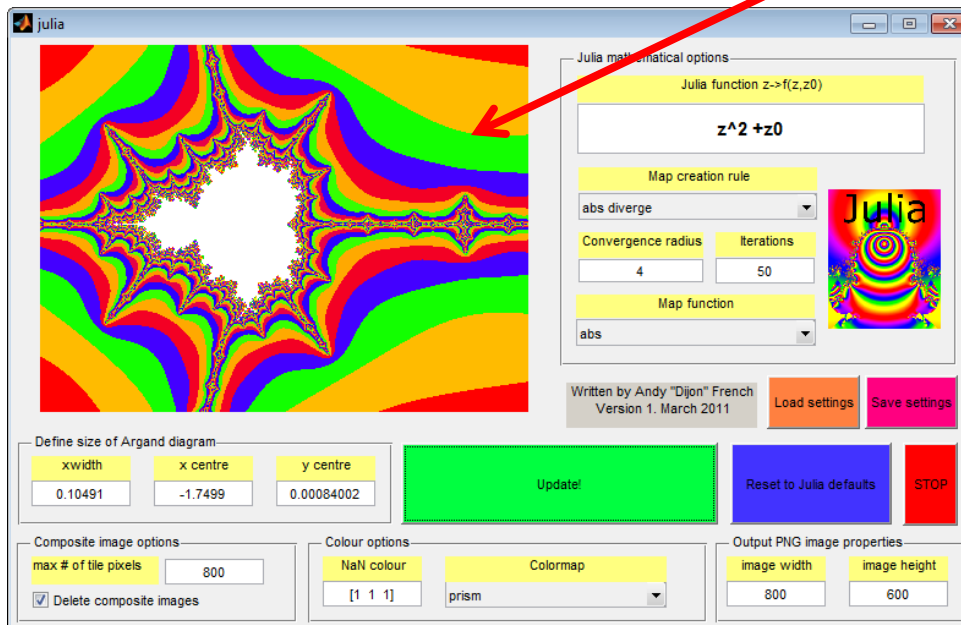 julia
Julia mathematical options
Julia function z->f(z,z0)
z^2 +z0
Map creation rule
abs diverge
Convergence radius
Iterations
4
50
Map function
abs
Julia
Written by Andy "Dijon" French
Version 1. March 2011
Load settings
Save settings
Define size of Argand diagram
xwidth
x centre
y centre
0.10491
-1.7499
0.00084002
Update!
Reset to Julia defaults
STOP
Composite image options
max # of tile pixels
800
Delete composite images
Colour options
NaN colour
Colormap
[1 1 1]
prism
Output PNG image properties
image width
image height
800
600